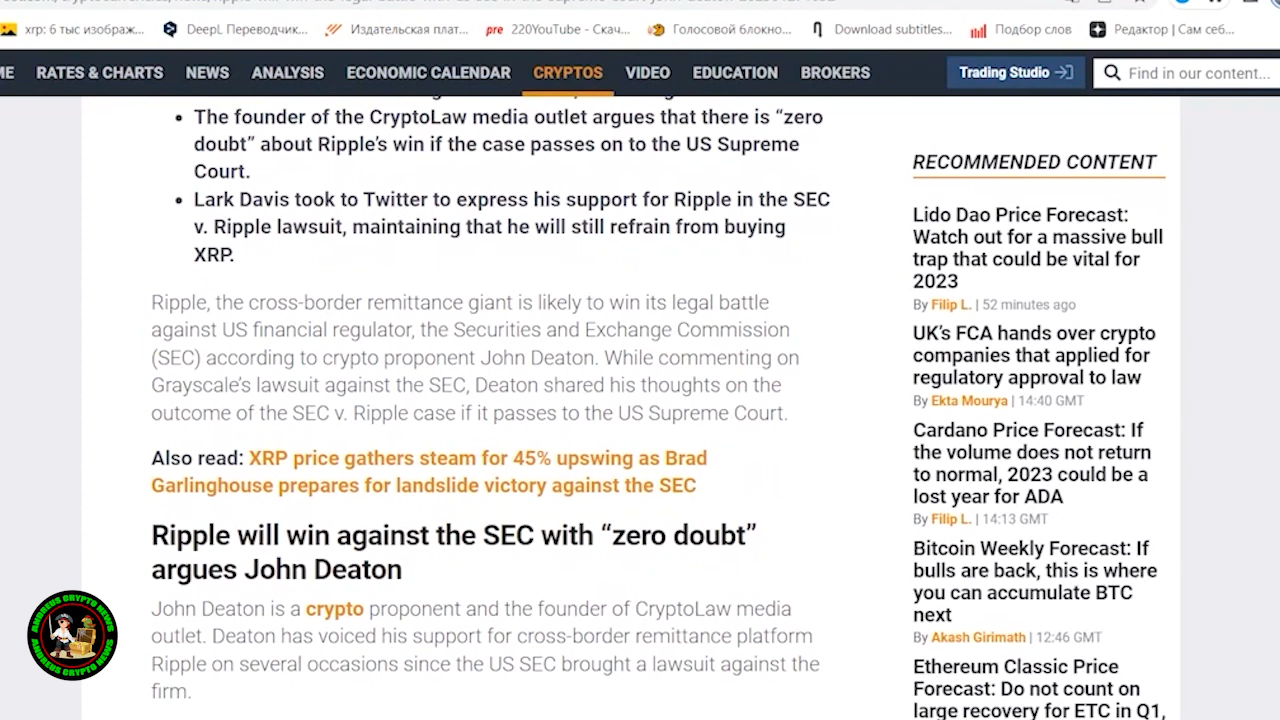 xrp: 6 тыс изображ...
DeepL Переводчик...
Издательская плат...
pre 220YouTube - Скач...
Голосовой блокно...
Download subtitles...
Подбор слов
Редактор | Сам себ...
ME RATES & CHARTS NEWS ANALYSIS ECONOMIC CALENDAR CRYPTOS VIDEO EDUCATION BROKERS Trading Studio Find in our content...
• The founder of the CryptoLaw media outlet argues that there is “zero
doubt” about Ripple’s win if the case passes on to the US Supreme
Court.
• Lark Davis took to Twitter to express his support for Ripple in the SEC
v. Ripple lawsuit, maintaining that he will still refrain from buying
XRP.
Ripple, the cross-border remittance giant is likely to win its legal battle
against US financial regulator, the Securities and Exchange Commission
(SEC) according to crypto proponent John Deaton. While commenting on
Grayscale’s lawsuit against the SEC, Deaton shared his thoughts on the
outcome of the SEC v. Ripple case if it passes to the US Supreme Court.
Also read: XRP price gathers steam for 45% upswing as Brad
Garlinghouse prepares for landslide victory against the SEC
Ripple will win against the SEC with “zero doubt”
argues John Deaton
John Deaton is a crypto proponent and the founder of CryptoLaw media
outlet. Deaton has voiced his support for cross-border remittance platform
Ripple on several occasions since the US SEC brought a lawsuit against the
firm.
RECOMMENDED CONTENT
Lido Dao Price Forecast:
Watch out for a massive bull
trap that could be vital for
2023
By Filip L. | 52 minutes ago
UK’s FCA hands over crypto
companies that applied for
regulatory approval to law
By Ekta Mourya | 14:40 GMT
Cardano Price Forecast: If
the volume does not return
to normal, 2023 could be a
lost year for ADA
By Filip L. | 14:13 GMT
Bitcoin Weekly Forecast: If
bulls are back, this is where
you can accumulate BTC
next
By Akash Girimath | 12:46 GMT
Ethereum Classic Price
Forecast: Do not count on
large recovery for ETC in Q1,
ANDREUS CRYPTO NEWS
ANDREUS CRYPTO NEWS